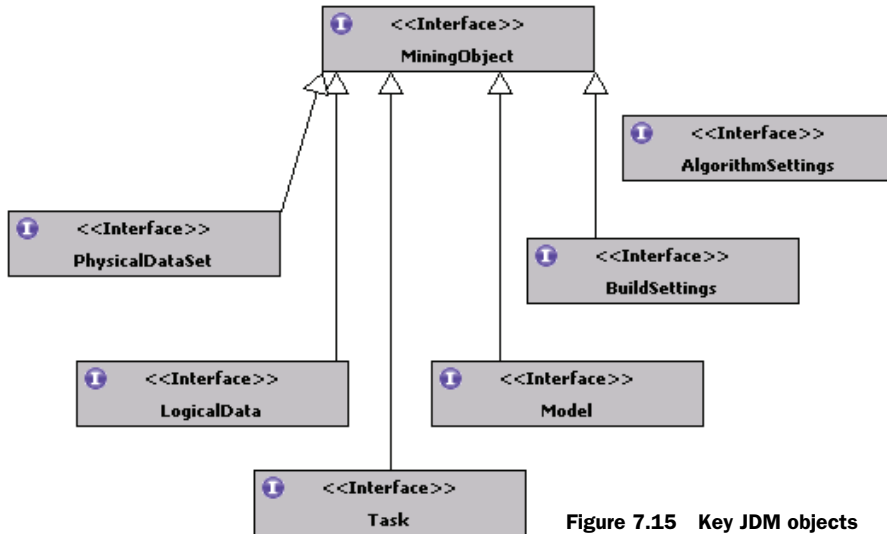 <<Interface>>
MiningObject
<<Interface>>
AlgorithmSettings
<<Interface>>
PhysicalDataSet
<<Interface>>
BuildSettings
<<Interface>>
LogicalData
<<Interface>>
Model
<<Interface>>
Task
Figure 7.15 Key JDM objects